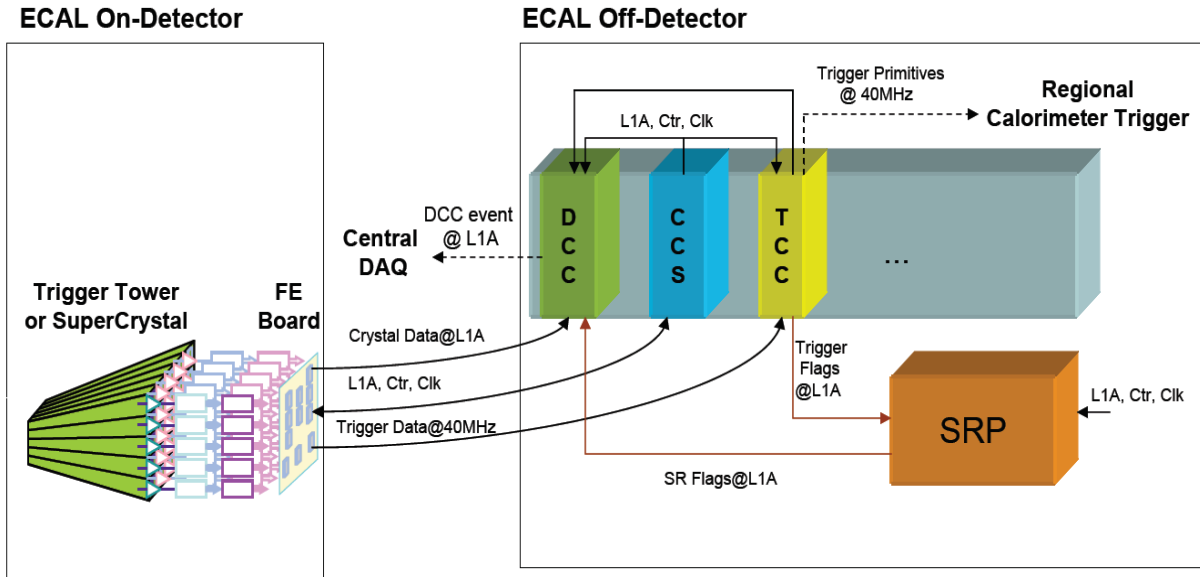 ECAL On-Detector
ECAL Off-Detector
Trigger Primitives
@ 40MHz
Regional
Calorimeter Trigger
L1A, Ctr, Clk
DCC event
@ L1A
Central
DAQ
D
C
C
C
C
S
T
C
C
...
Trigger Tower
or SuperCrystal
FE
Board
Crystal Data@L1A
L1A, Ctr, Clk
Trigger Data@40MHz
Trigger
Flags
@L1A
SRP
L1A, Ctr, Clk
SR Flags@L1A